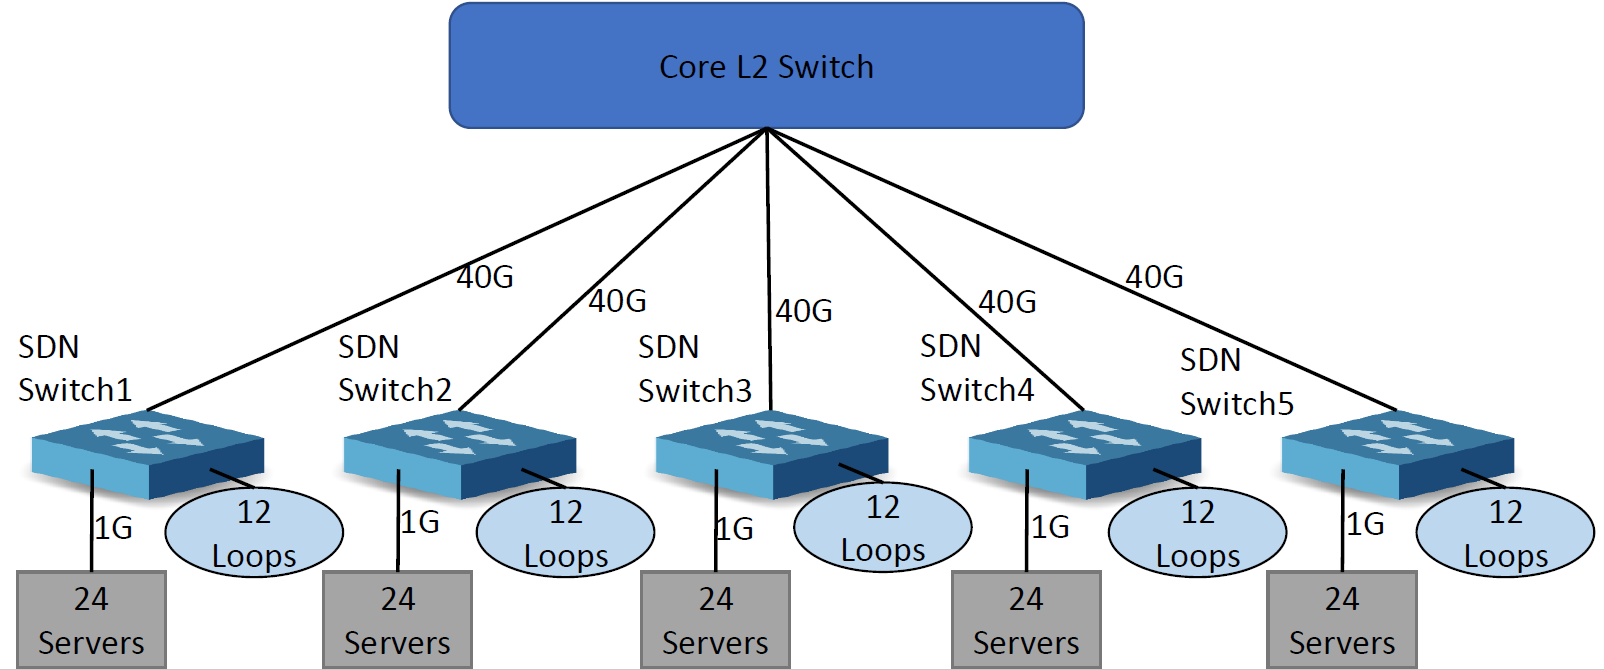 Core L2 Switch
40G
40G
40G
40G
40G
SDN
Switch1
SDN
Switch2
SDN
Switch3
SDN
Switch4
SDN
Switch5
1G
12
Loops
1G
12
Loops
1G
12
Loops
1G
12
Loops
1G
12
Loops
24
Servers
24
Servers
24
Servers
24
Servers
24
Servers